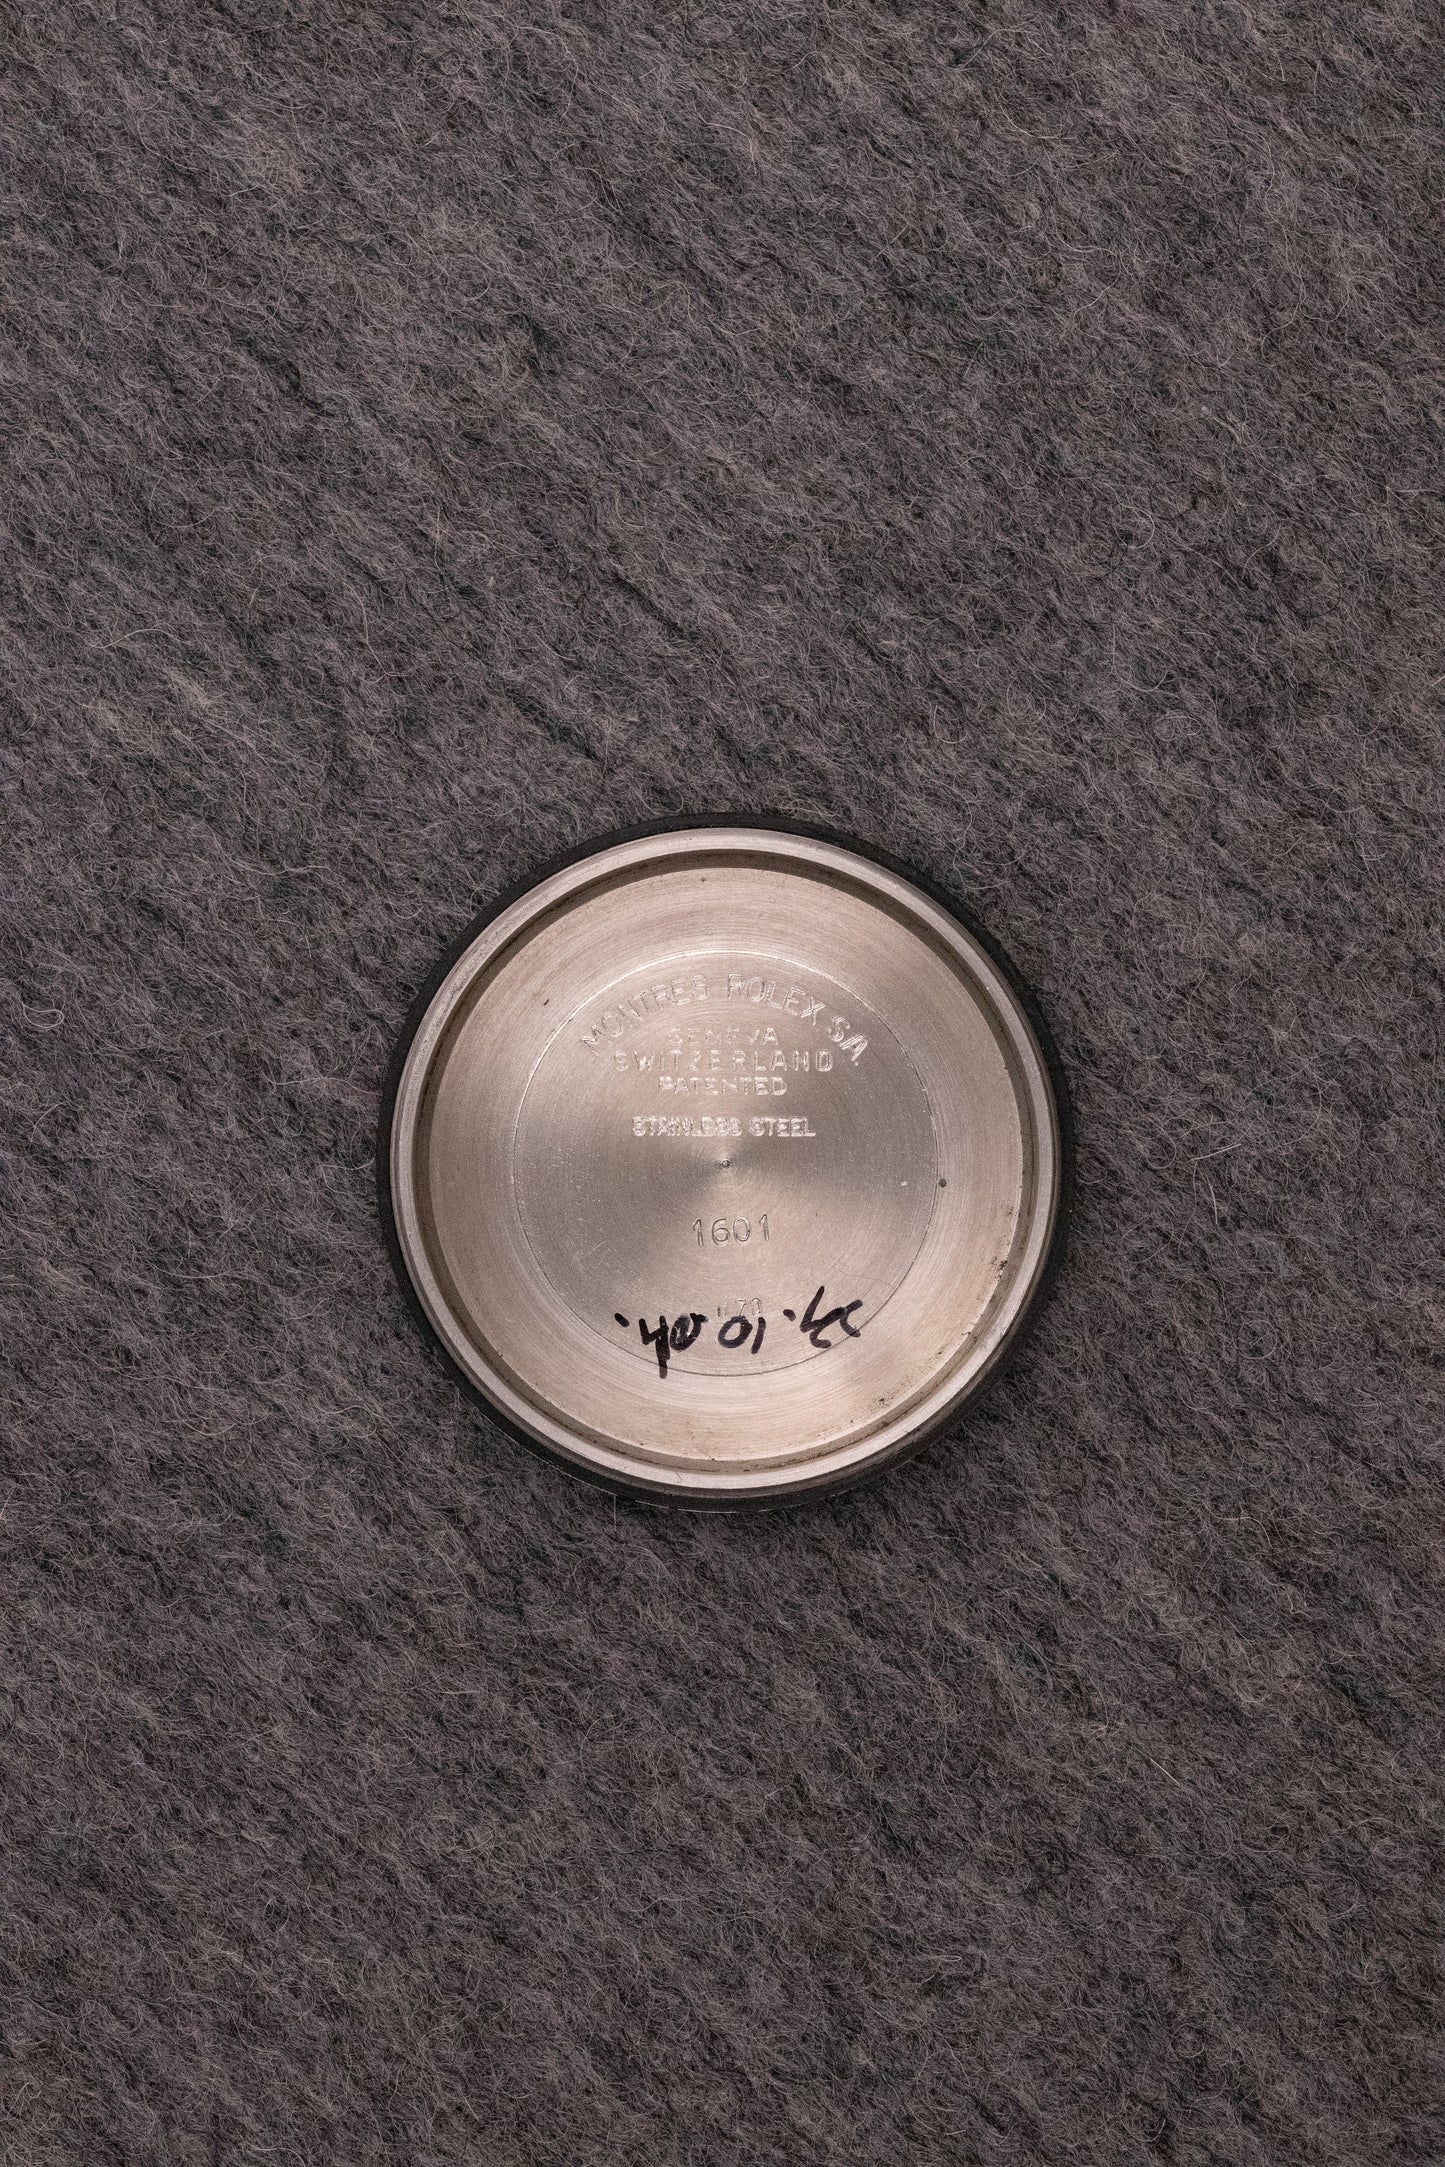 MONTRES ROLEX S.A
GENEVA
SWITZERLAND
PATENTED
STAINLESS STEEL
1601